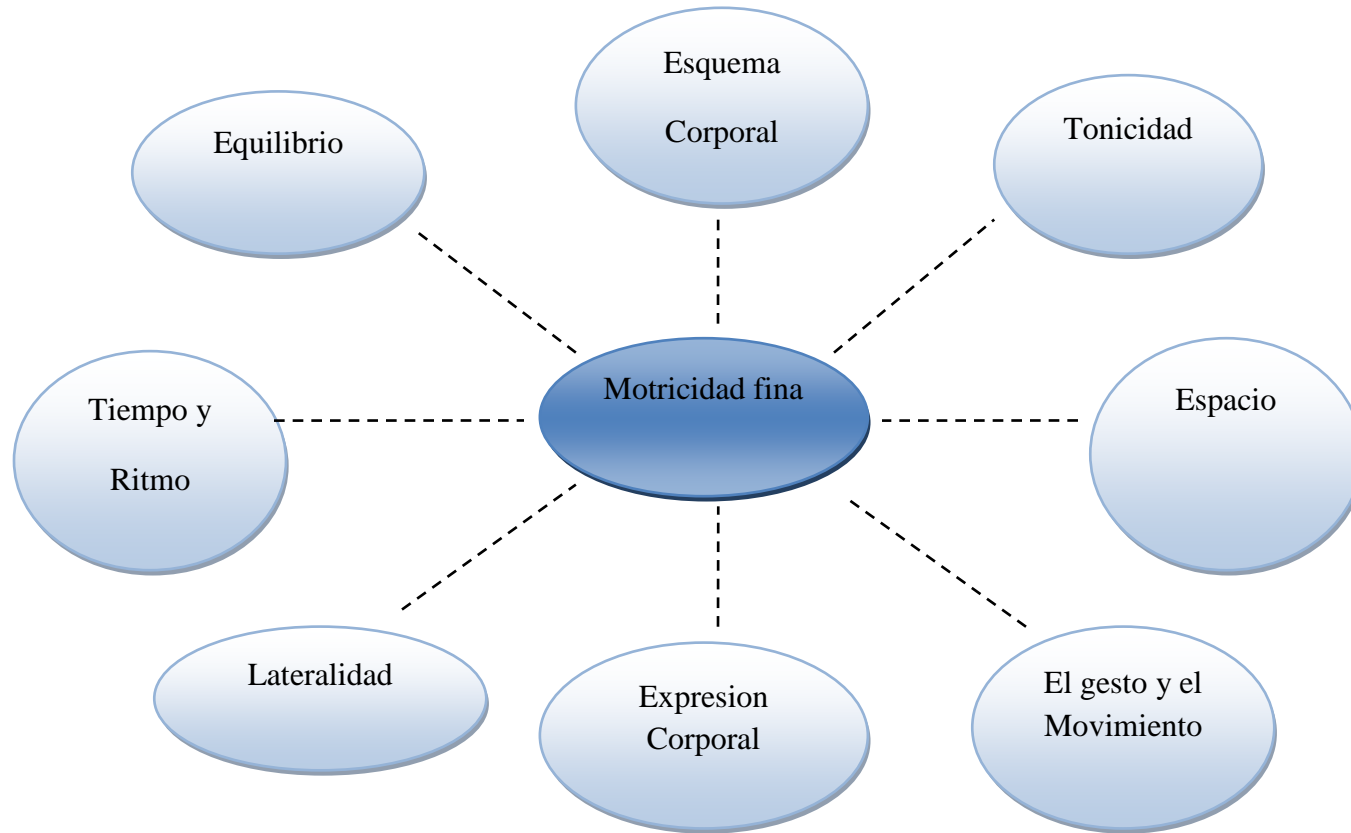 Esquema
Corporal
Tonicidad
Equilibrio
Motricidad fina
Espacio
Tiempo y
Ritmo
Lateralidad
Expresion
Corporal
El gesto y el
Movimiento